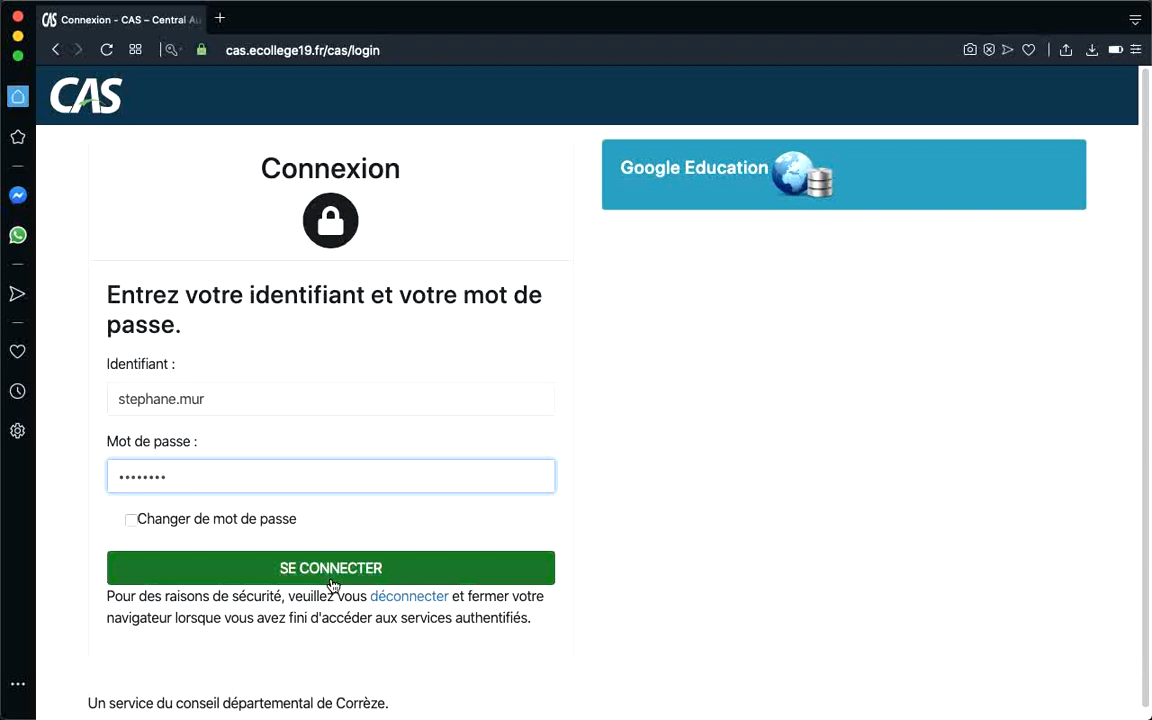 Connexion - CAS – Central Au
cas.ecollege19.fr/cas/login
CAS
Connexion
Google Education
Entrez votre identifiant et votre mot de
passe.
Identifiant :
stephane.mur
Mot de passe :
••••••••
Changer de mot de passe
SE CONNECTER
Pour des raisons de sécurité, veuillez vous déconnecter et fermer votre
navigateur lorsque vous avez fini d'accéder aux services authentifiés.
Un service du conseil départemental de Corrèze.